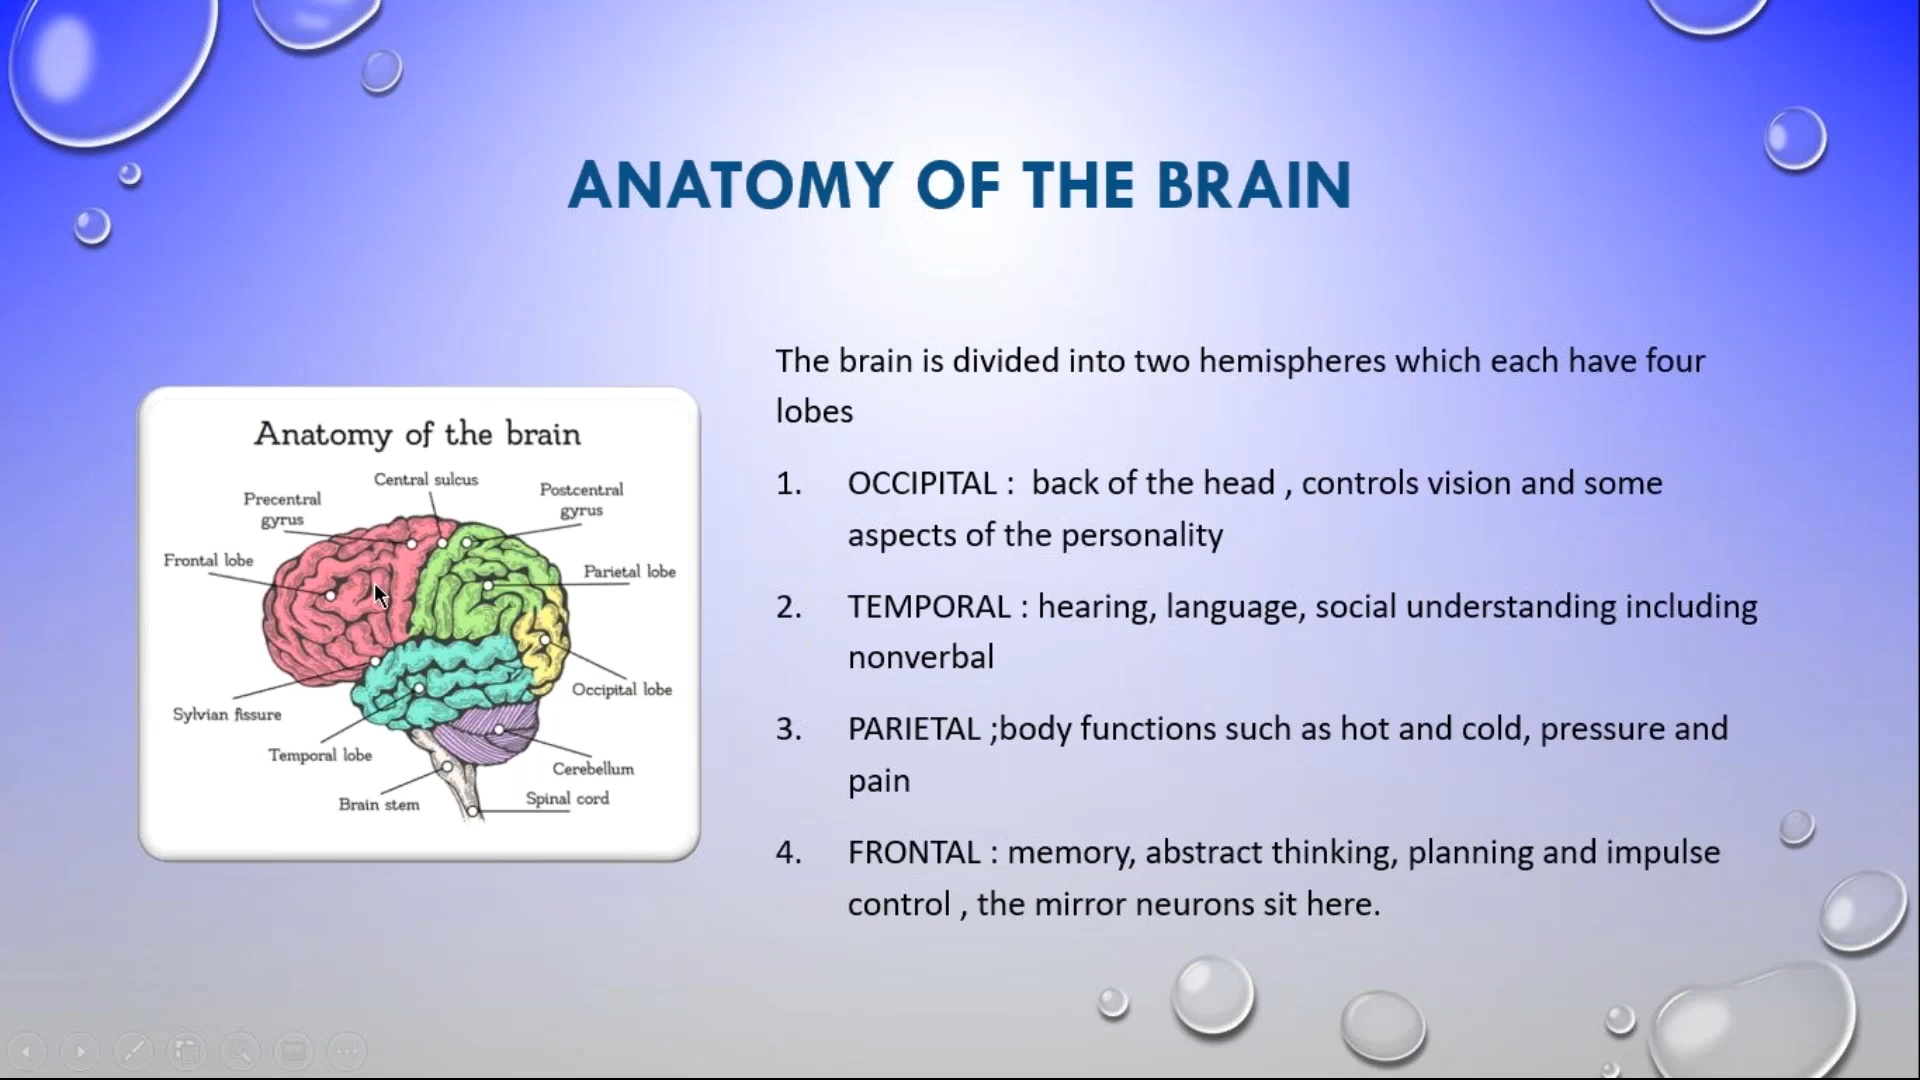 ANATOMY OF THE BRAIN
Anatomy of the brain
Central sulcus
Precentral
gyrus
Postcentral
gyrus
Frontal lobe
Parietal lobe
Occipital lobe
Sylvian fissure
Temporal lobe
Cerebellum
Brain stem
Spinal cord
The brain is divided into two hemispheres which each have four
lobes
1. OCCIPITAL :  back of the head , controls vision and some
aspects of the personality
2. TEMPORAL : hearing, language, social understanding including
nonverbal
3. PARIETAL ;body functions such as hot and cold, pressure and
pain
4. FRONTAL : memory, abstract thinking, planning and impulse
control , the mirror neurons sit here.